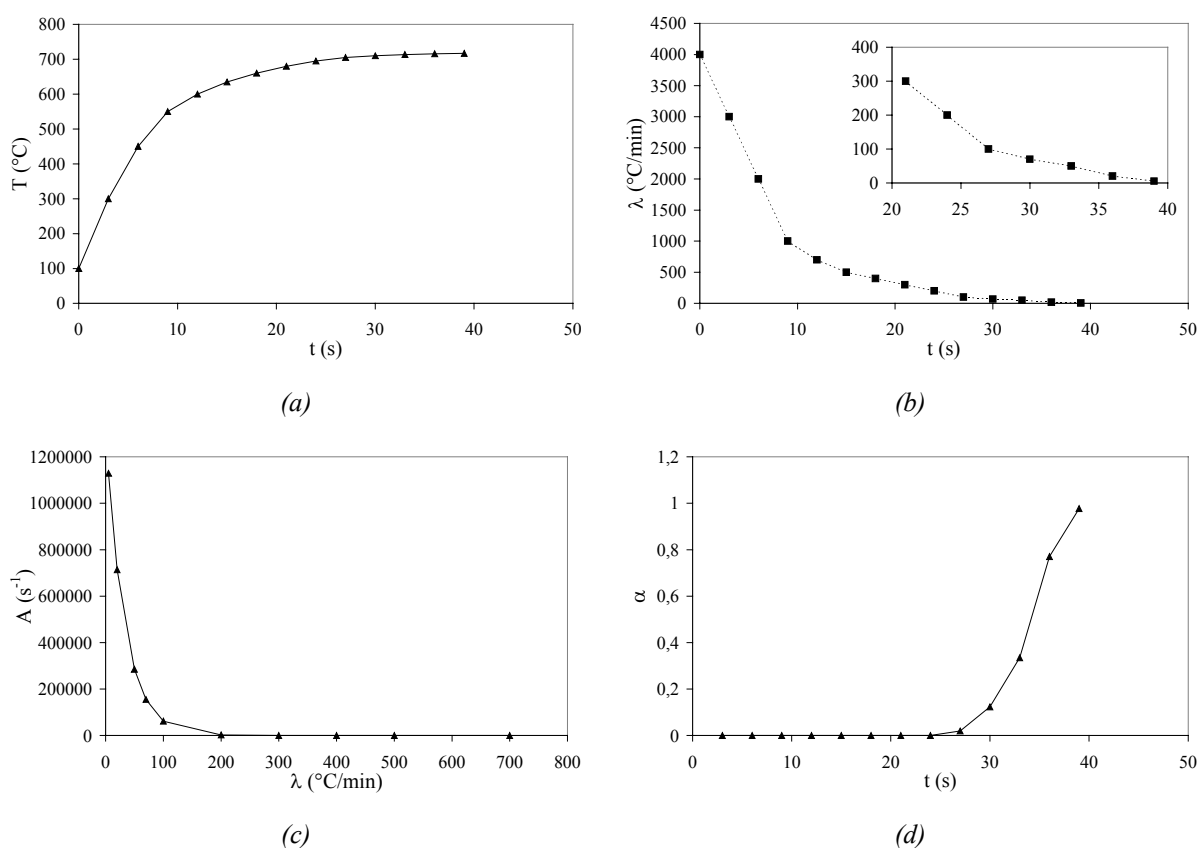 800
700
600
500
400
300
200
100
0
T (°C)
0 10 20 30 40 50
t (s)
(a)
4500
4000
3500
3000
2500
2000
1500
1000
500
0
λ (°C/min)
0 10 20 30 40 50
t (s)
400
300
200
100
0
20 25 30 35 40
(b)
1200000
1000000
800000
600000
400000
200000
0
A (s⁻¹)
0 100 200 300 400 500 600 700 800
λ (°C/min)
(c)
1,2
1
0,8
0,6
0,4
0,2
0
α
0 10 20 30 40 50
t (s)
(d)